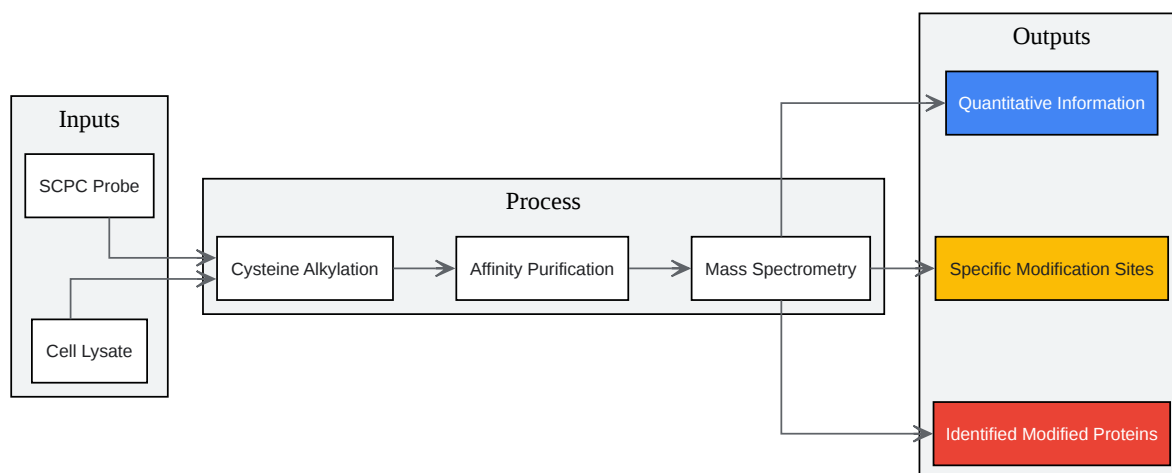 Inputs
SCPC Probe
Cell Lysate
Process
Cysteine Alkylation
Affinity Purification
Mass Spectrometry
Outputs
Quantitative Information
Specific Modification Sites
Identified Modified Proteins